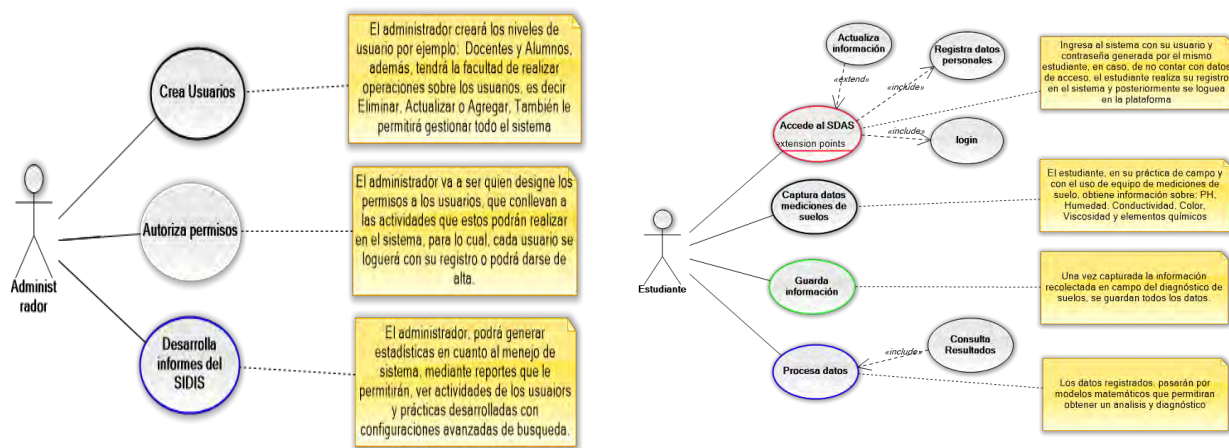 El administrador creará los niveles de
usuario por ejemplo: Docentes y Alumnos,
además, tendrá la facultad de realizar
operaciones sobre los usuarios, es decir
Eliminar, Actualizar o Agregar, También le
permitirá gestionar todo el sistema
Crea Usuarios
El administrador va a ser quien designe los
permisos a los usuarios, que conllevan a
las actividades que estos podrán realizar
en el sistema, para lo cual, cada usuario se
loguerá con su registro o podrá darse de
alta.
Autoriza permisos
Administ
rador
Desarrolla
informes del
SIDIS
El administrador, podrá generar
estadísticas en cuanto al menejo de
sistema, mediante reportes que le
permitirán, ver actividades de los usuaiors
y prácticas desarrolladas con
configuraciones avanzadas de busqueda.
Actualiza
información
Registra datos
personales
«extend»
«include»
Accede al SDAS
extension points
«include»
login
Ingresa al sistema con su usuario y
contraseña generada por el mismo
estudiante, en caso, de no contar con datos
de acceso, el estudiante realiza su registro
en el sistema y posteriormente se loguea
en la plataforma
Captura datos
mediciones de
suelos
El estudiante, en su práctica de campo y
con el uso de equipo de mediciones de
suelo, obtiene información sobre: PH,
Humedad, Conductividad, Color,
Viscosidad y elementos químicos
Estudiante
Guarda
información
Una vez capturada la información
recolectada en campo del diagnóstico de
suelos, se guardan todos los datos.
Procesa datos
«include»
Consulta
Resultados
Los datos registrados, pasarán por
modelos matemáticos que permitiran
obtener un analisis y diagnóstico